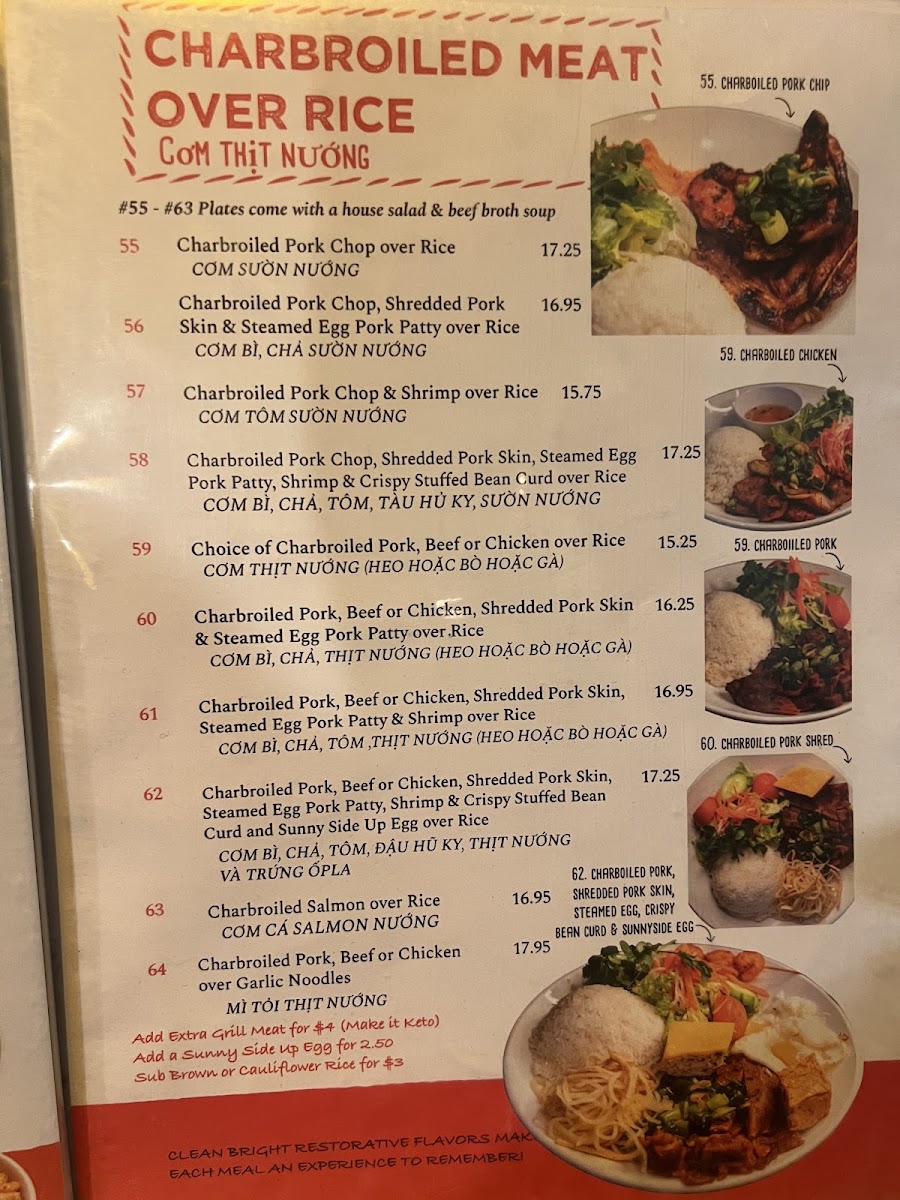 CHARBROILED MEAT
OVER RICE
CƠM THỊT NƯỚNG
55. CHARBOILED PORK CHIP
#55 - #63 Plates come with a house salad & beef broth soup
55 Charbroiled Pork Chop over Rice 17.25
CƠM SƯỜN NƯỚNG
Charbroiled Pork Chop, Shredded Pork 16.95
56 Skin & Steamed Egg Pork Patty over Rice
CƠM BÌ, CHẢ SƯỜN NƯỚNG
59. CHARBOILED CHICKEN
57 Charbroiled Pork Chop & Shrimp over Rice 15.75
CƠM TÔM SƯỜN NƯỚNG
58 Charbroiled Pork Chop, Shredded Pork Skin, Steamed Egg 17.25
Pork Patty, Shrimp & Crispy Stuffed Bean Curd over Rice
CƠM BÌ, CHẢ, TÔM, TÀU HỦ KY, SƯỜN NƯỚNG
59 Choice of Charbroiled Pork, Beef or Chicken over Rice 15.25
CƠM THỊT NƯỚNG (HEO HOẶC BÒ HOẶC GÀ)
59. CHARBOIILED PORK
60 Charbroiled Pork, Beef or Chicken, Shredded Pork Skin 16.25
& Steamed Egg Pork Patty over Rice
CƠM BÌ, CHẢ, THỊT NƯỚNG (HEO HOẶC BÒ HOẶC GÀ)
61 Charbroiled Pork, Beef or Chicken, Shredded Pork Skin, 16.95
Steamed Egg Pork Patty & Shrimp over Rice
CƠM BÌ, CHẢ, TÔM ,THỊT NƯỚNG (HEO HOẶC BÒ HOẶC GÀ)
60. CHARBOILED PORK SHRED
62 Charbroiled Pork, Beef or Chicken, Shredded Pork Skin, 17.25
Steamed Egg Pork Patty, Shrimp & Crispy Stuffed Bean
Curd and Sunny Side Up Egg over Rice
CƠM BÌ, CHẢ, TÔM, ĐẬU HŨ KY, THỊT NƯỚNG
VÀ TRỨNG ỐPLA
62. CHARBOILED PORK,
SHREDDED PORK SKIN,
STEAMED EGG, CRISPY
BEAN CURD & SUNNYSIDE EGG
63 Charbroiled Salmon over Rice 16.95
CƠM CÁ SALMON NƯỚNG
64 Charbroiled Pork, Beef or Chicken 17.95
over Garlic Noodles
MÌ TỎI THỊT NƯỚNG
Add Extra Grill Meat for $4 (Make it Keto)
Add a Sunny Side Up Egg for 2.50
Sub Brown or Cauliflower Rice for $3
CLEAN BRIGHT RESTORATIVE FLAVORS MAK
EACH MEAL AN EXPERIENCE TO REMEMBER!